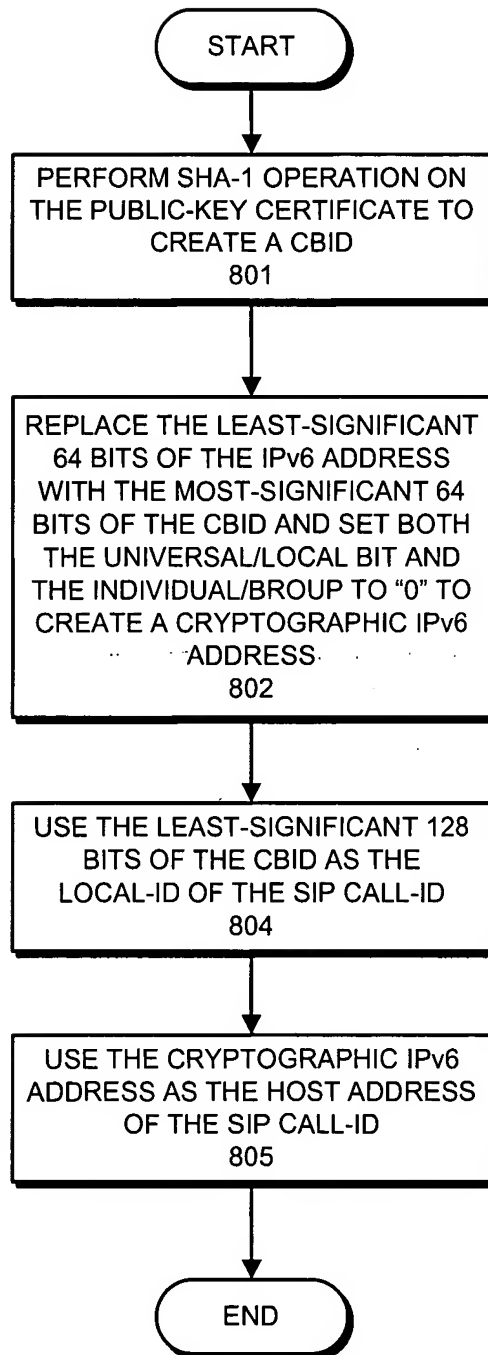 START
PERFORM SHA-1 OPERATION ON
THE PUBLIC-KEY CERTIFICATE TO
CREATE A CBID
801
REPLACE THE LEAST-SIGNIFICANT
64 BITS OF THE IPv6 ADDRESS
WITH THE MOST-SIGNIFICANT 64
BITS OF THE CBID AND SET BOTH
THE UNIVERSAL/LOCAL BIT AND
THE INDIVIDUAL/BROUP TO “0” TO
CREATE A CRYPTOGRAPHIC IPv6
ADDRESS
802
USE THE LEAST-SIGNIFICANT 128
BITS OF THE CBID AS THE
LOCAL-ID OF THE SIP CALL-ID
804
USE THE CRYPTOGRAPHIC IPv6
ADDRESS AS THE HOST ADDRESS
OF THE SIP CALL-ID
805
END